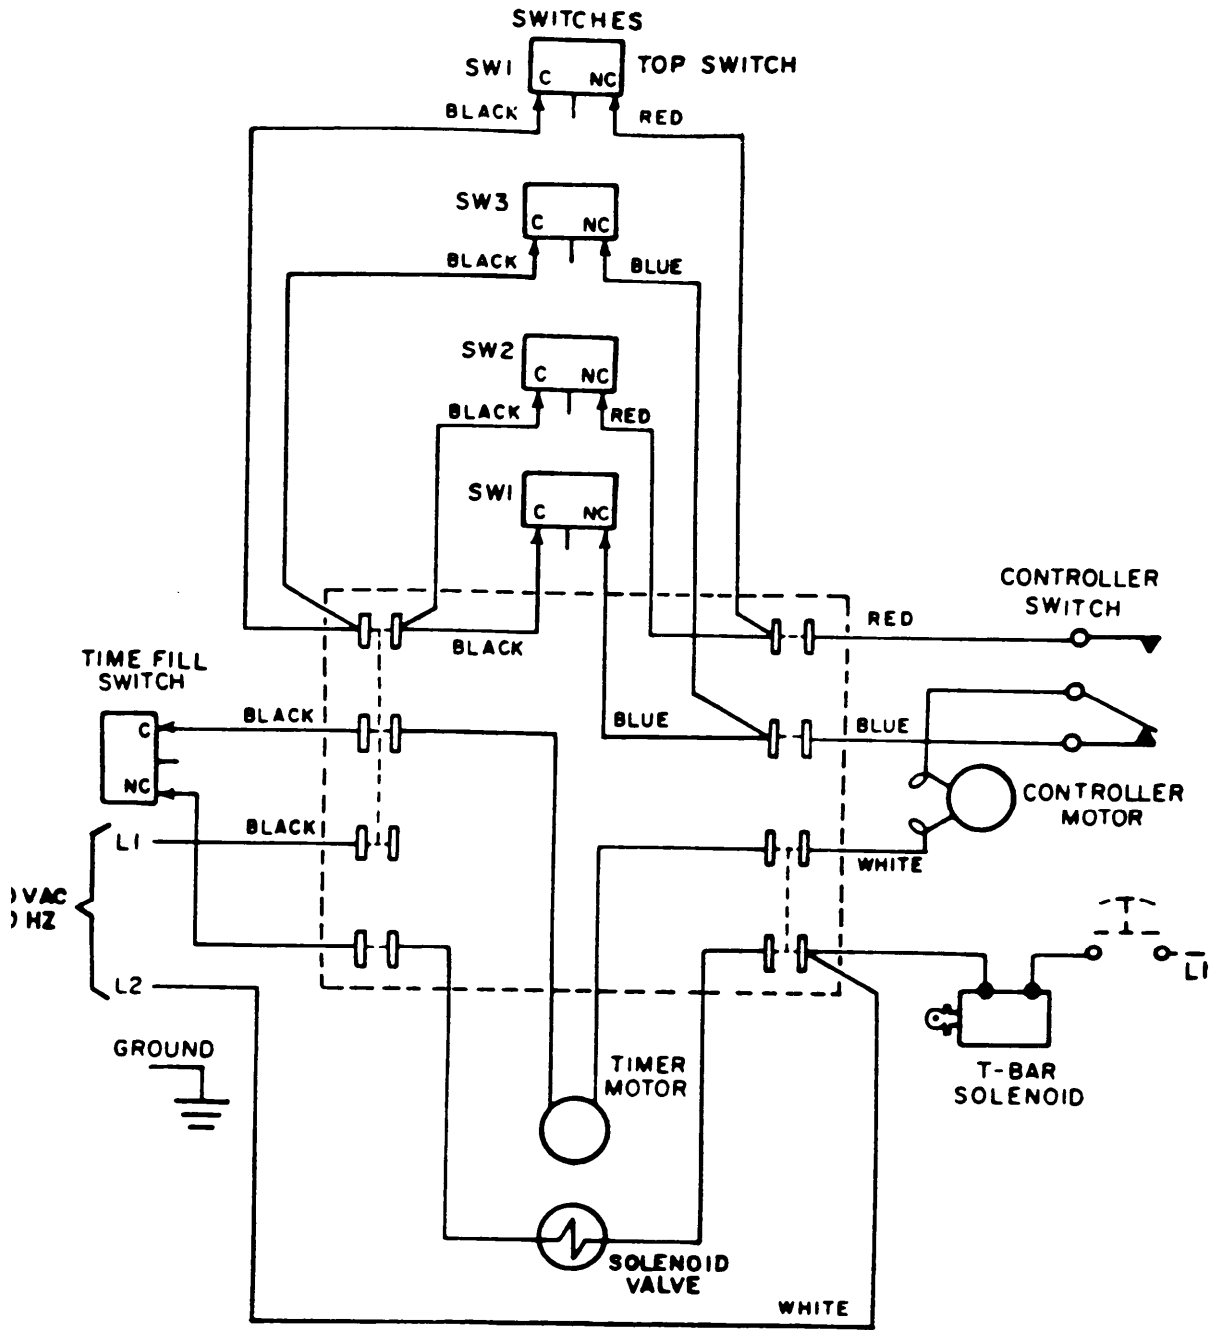 SWITCHES
SW1
C
NC
TOP SWITCH
BLACK
RED
SW3
C
NC
BLACK
BLUE
SW2
C
NC
BLACK
RED
SW1
C
NC
CONTROLLER
SWITCH
RED
BLACK
TIME FILL
SWITCH
C
NC
BLACK
BLUE
BLUE
CONTROLLER
MOTOR
L1
BLACK
WHITE
VAC
HZ
L2
L1
GROUND
TIMER
MOTOR
T-BAR
SOLENOID
SOLENOID
VALVE
WHITE